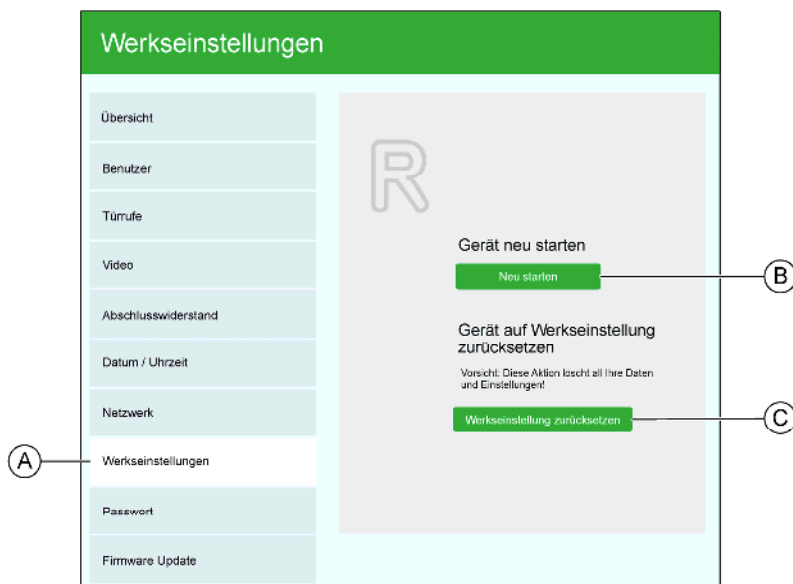 Werkseinstellungen
Übersicht
Benutzer
Türrufe
Video
Abschlusswiderstand
Datum / Uhrzeit
Netzwerk
Werkseinstellungen
Passwort
Firmware Update
R
Gerät neu starten
Neu starten
Gerät auf Werkseinstellung
zurücksetzen
Vorsicht: Diese Aktion löscht all Ihre Daten
und Einstellungen!
Werkseinstellung zurücksetzen
A
B
C